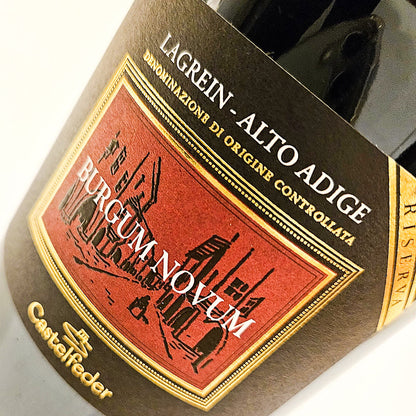 LAGREIN - ALTO ADIGE
DENOMINAZIONE DI ORIGINE CONTROLLATA
RISERVA
BURGUM NOVUM
Castelfeder